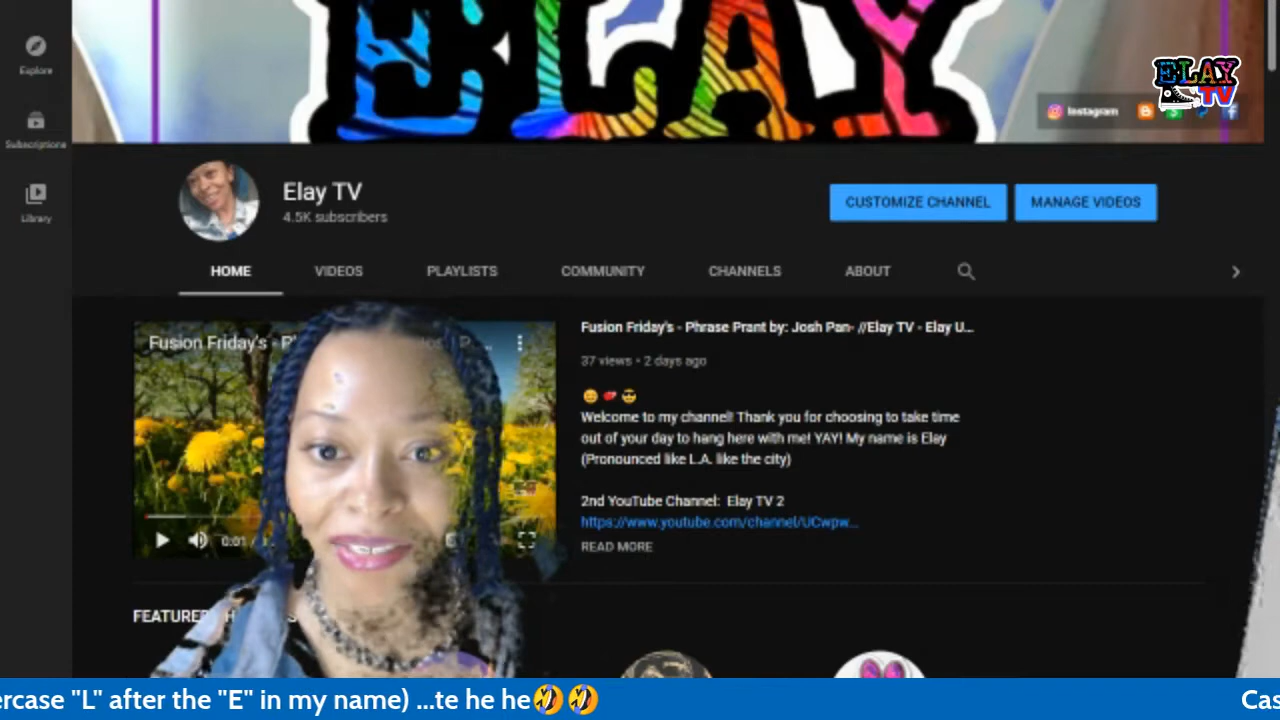 ELAY
Explore
Subscriptions
Library
ELAY
TV
Instagram
Elay TV
4.5K subscribers
CUSTOMIZE CHANNEL
MANAGE VIDEOS
HOME
VIDEOS
PLAYLISTS
COMMUNITY
CHANNELS
ABOUT
Fusion Friday's - P
0:01 /
Fusion Friday's - Phrase Prant by: Josh Pan- //Elay TV - Elay U...
37 views • 2 days ago
😊 💋 😎
Welcome to my channel! Thank you for choosing to take time
out of your day to hang here with me! YAY! My name is Elay
(Pronounced like L.A. like the city)
2nd YouTube Channel: Elay TV 2
https://www.youtube.com/channel/UCwpw...
READ MORE
ercase "L" after the "E" in my name) ...te he he🤣🤣
Cas